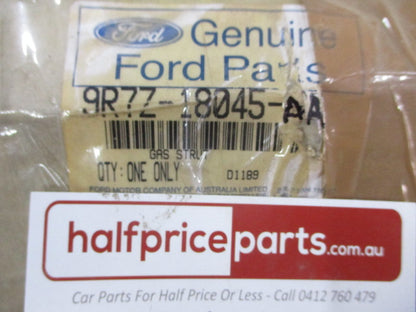 Ford Genuine
Ford Parts
9R7Z-18045-AA
GAS STRUT
QTY: ONE ONLY D1189
FORD MOTOR COMPANY OF AUSTRALIA LIMITED
halfpriceparts.com.au
Car Parts For Half Price Or Less - Call 0412 760 479